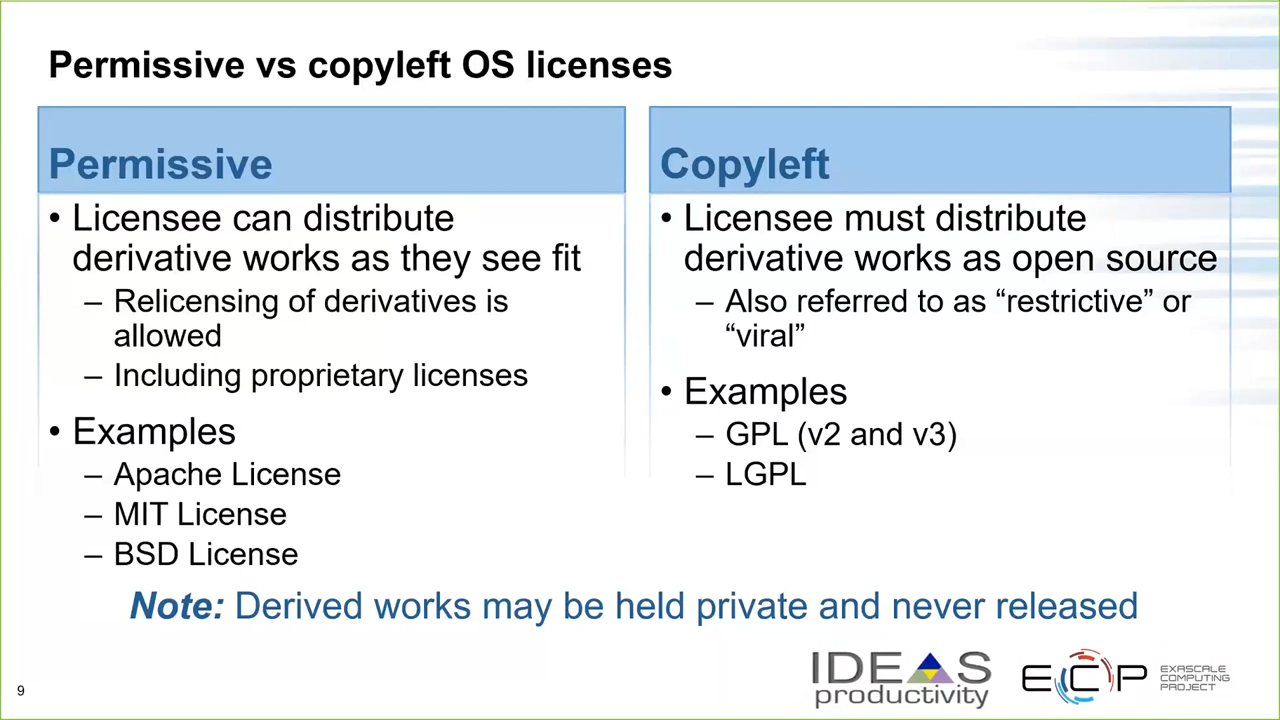 Permissive vs copyleft OS licenses
Permissive
• Licensee can distribute
derivative works as they see fit
– Relicensing of derivatives is
allowed
– Including proprietary licenses
• Examples
– Apache License
– MIT License
– BSD License
Copyleft
• Licensee must distribute
derivative works as open source
– Also referred to as “restrictive” or
“viral”
• Examples
– GPL (v2 and v3)
– LGPL
Note: Derived works may be held private and never released
9
IDEAS
productivity
ECP
EXASCALE
COMPUTING
PROJECT